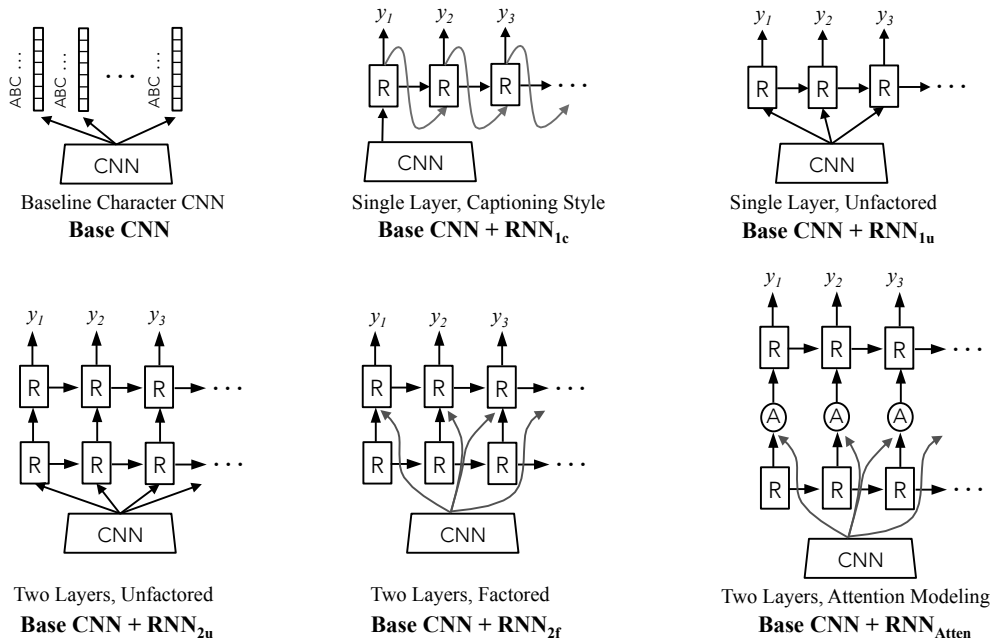 ABC ... ABC ... ... ABC ...
CNN
Baseline Character CNN
Base CNN
y1 y2 y3
R R R ...
CNN
Single Layer, Captioning Style
Base CNN + RNN1c
y1 y2 y3
R R R ...
CNN
Single Layer, Unfactored
Base CNN + RNN1u
y1 y2 y3
R R R ...
R R R ...
CNN
Two Layers, Unfactored
Base CNN + RNN2u
y1 y2 y3
R R R ...
R R R ...
CNN
Two Layers, Factored
Base CNN + RNN2f
y1 y2 y3
R R R ...
A A A
R R R ...
CNN
Two Layers, Attention Modeling
Base CNN + RNNAtten